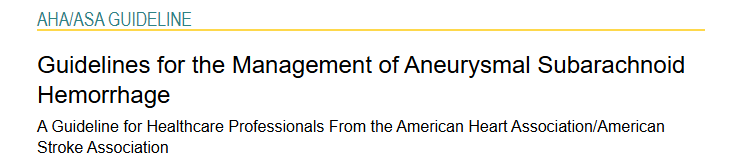 AHA/ASA GUIDELINE
Guidelines for the Management of Aneurysmal Subarachnoid
Hemorrhage
A Guideline for Healthcare Professionals From the American Heart Association/American
Stroke Association